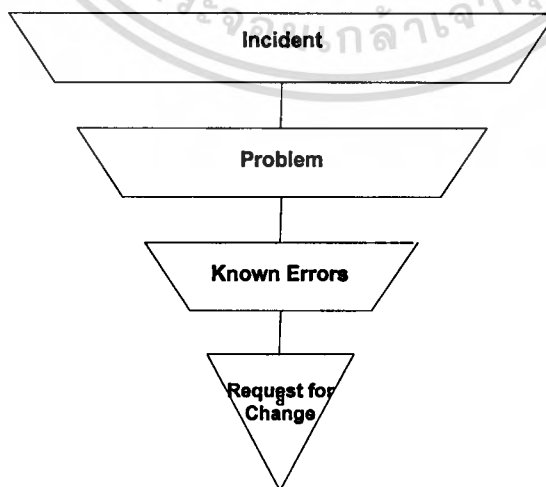 Incident
Problem
Known Errors
Request for
Change